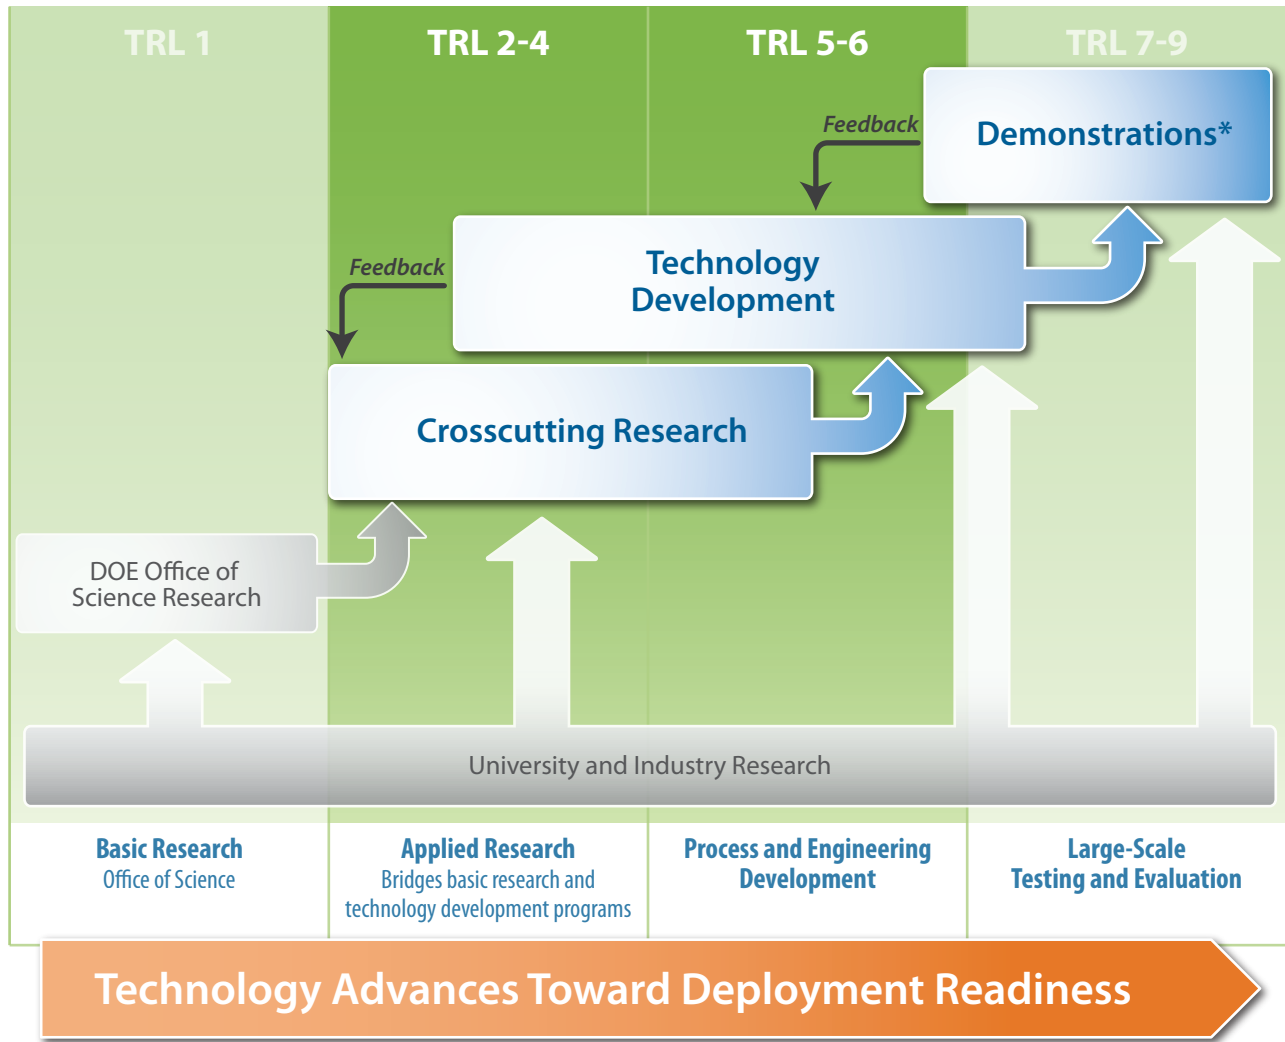 TRL 1
TRL 2-4
TRL 5-6
TRL 7-9
Demonstrations*
Feedback
Technology
Development
Feedback
Crosscutting Research
DOE Office of
Science Research
University and Industry Research
Basic Research
Office of Science
Applied Research
Bridges basic research and
technology development programs
Process and Engineering
Development
Large-Scale
Testing and Evaluation
Technology Advances Toward Deployment Readiness